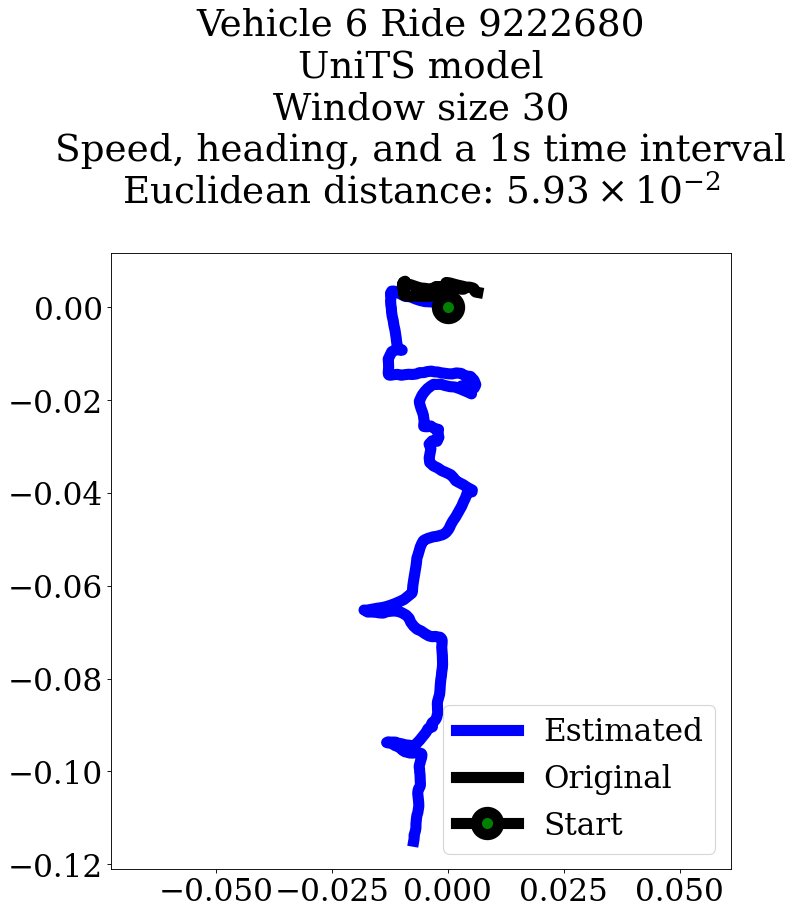 Vehicle 6 Ride 9222680
UniTS model
Window size 30
Speed, heading, and a 1s time interval
Euclidean distance: 5.93 × 10⁻²
0.00
−0.02
−0.04
−0.06
−0.08
−0.10
−0.12
Estimated
Original
Start
−0.050 −0.025 0.000 0.025 0.050